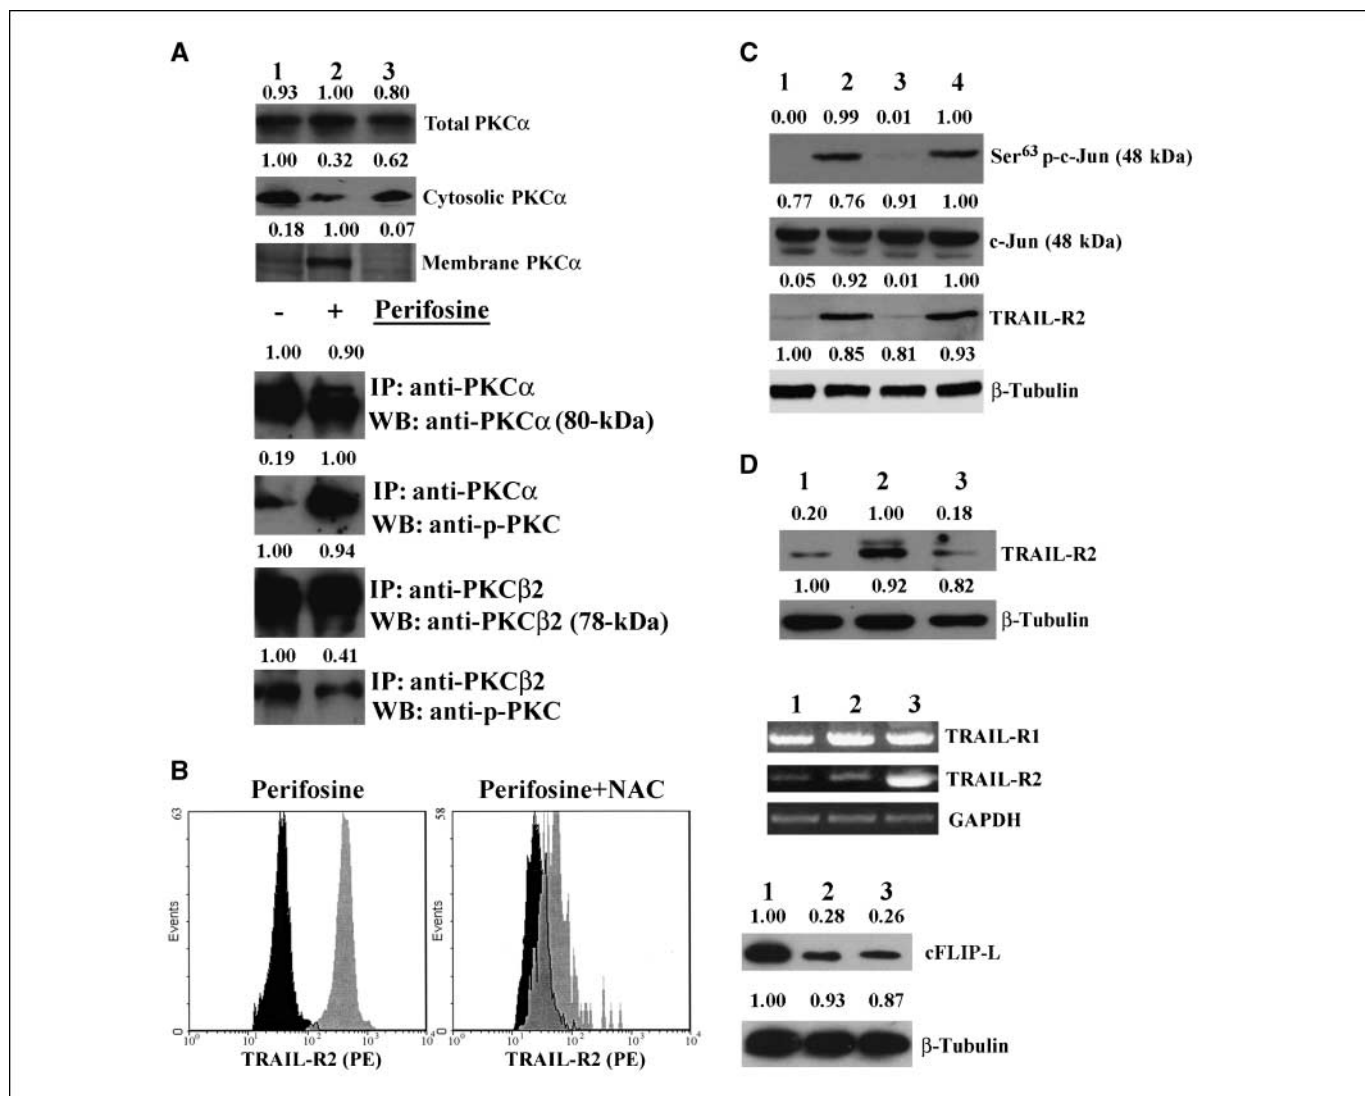 A
1 2 3
0.93 1.00 0.80
Total PKCα
1.00 0.32 0.62
Cytosolic PKCα
0.18 1.00 0.07
Membrane PKCα
- + Perifosine
1.00 0.90
IP: anti-PKCα
WB: anti-PKCα (80-kDa)
0.19 1.00
IP: anti-PKCα
WB: anti-p-PKC
1.00 0.94
IP: anti-PKCβ2
WB: anti-PKCβ2 (78-kDa)
1.00 0.41
IP: anti-PKCβ2
WB: anti-p-PKC
B
Perifosine
63
Events
0
10⁰ 10¹ 10² 10³ 10⁴
TRAIL-R2 (PE)
Perifosine+NAC
58
Events
0
10⁰ 10¹ 10² 10³ 10⁴
TRAIL-R2 (PE)
C
1 2 3 4
0.00 0.99 0.01 1.00
Ser⁶³ p-c-Jun (48 kDa)
0.77 0.76 0.91 1.00
c-Jun (48 kDa)
0.05 0.92 0.01 1.00
TRAIL-R2
1.00 0.85 0.81 0.93
β-Tubulin
D
1 2 3
0.20 1.00 0.18
TRAIL-R2
1.00 0.92 0.82
β-Tubulin
1 2 3
TRAIL-R1
TRAIL-R2
GAPDH
1 2 3
1.00 0.28 0.26
cFLIP-L
1.00 0.93 0.87
β-Tubulin